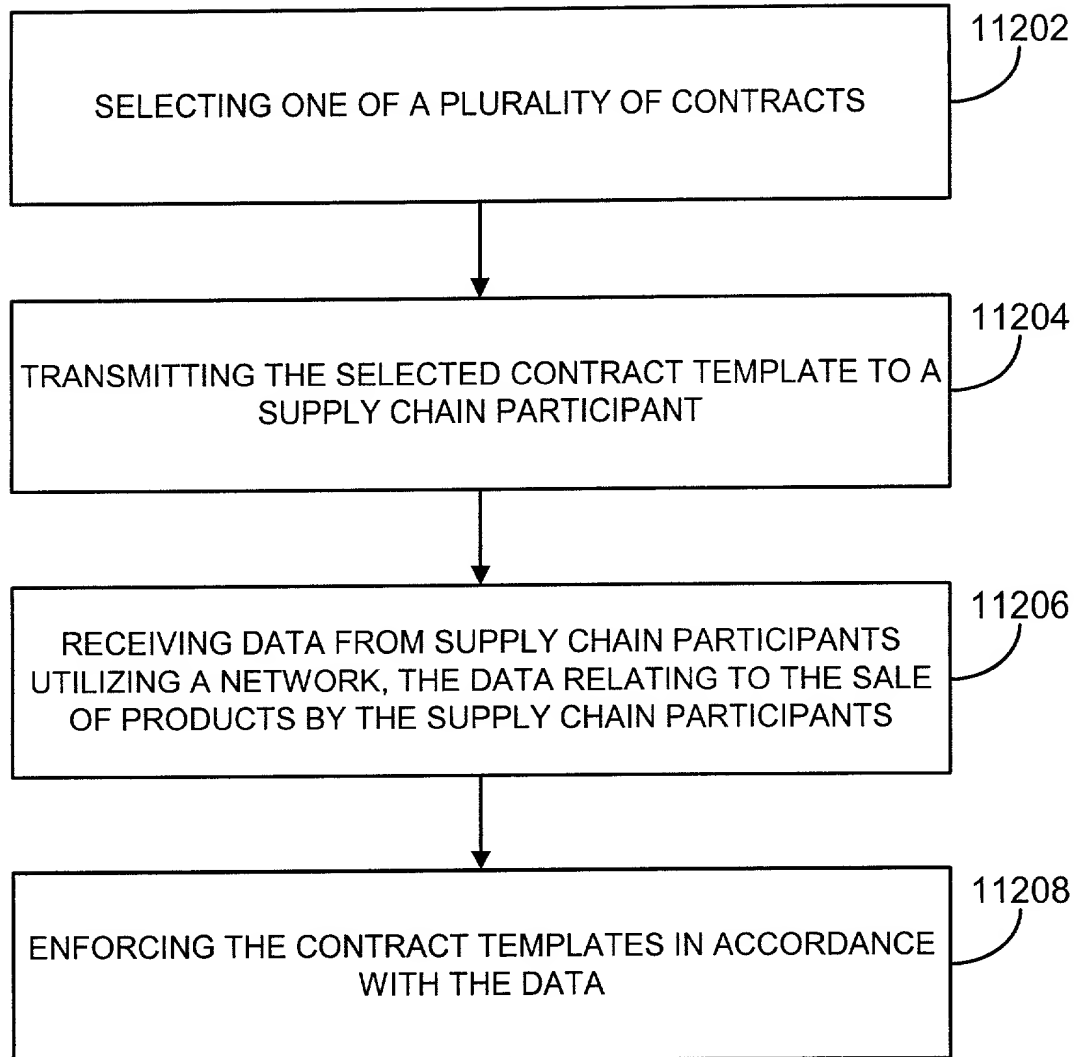 11202
SELECTING ONE OF A PLURALITY OF CONTRACTS
11204
TRANSMITTING THE SELECTED CONTRACT TEMPLATE TO A
SUPPLY CHAIN PARTICIPANT
11206
RECEIVING DATA FROM SUPPLY CHAIN PARTICIPANTS
UTILIZING A NETWORK, THE DATA RELATING TO THE SALE
OF PRODUCTS BY THE SUPPLY CHAIN PARTICIPANTS
11208
ENFORCING THE CONTRACT TEMPLATES IN ACCORDANCE
WITH THE DATA